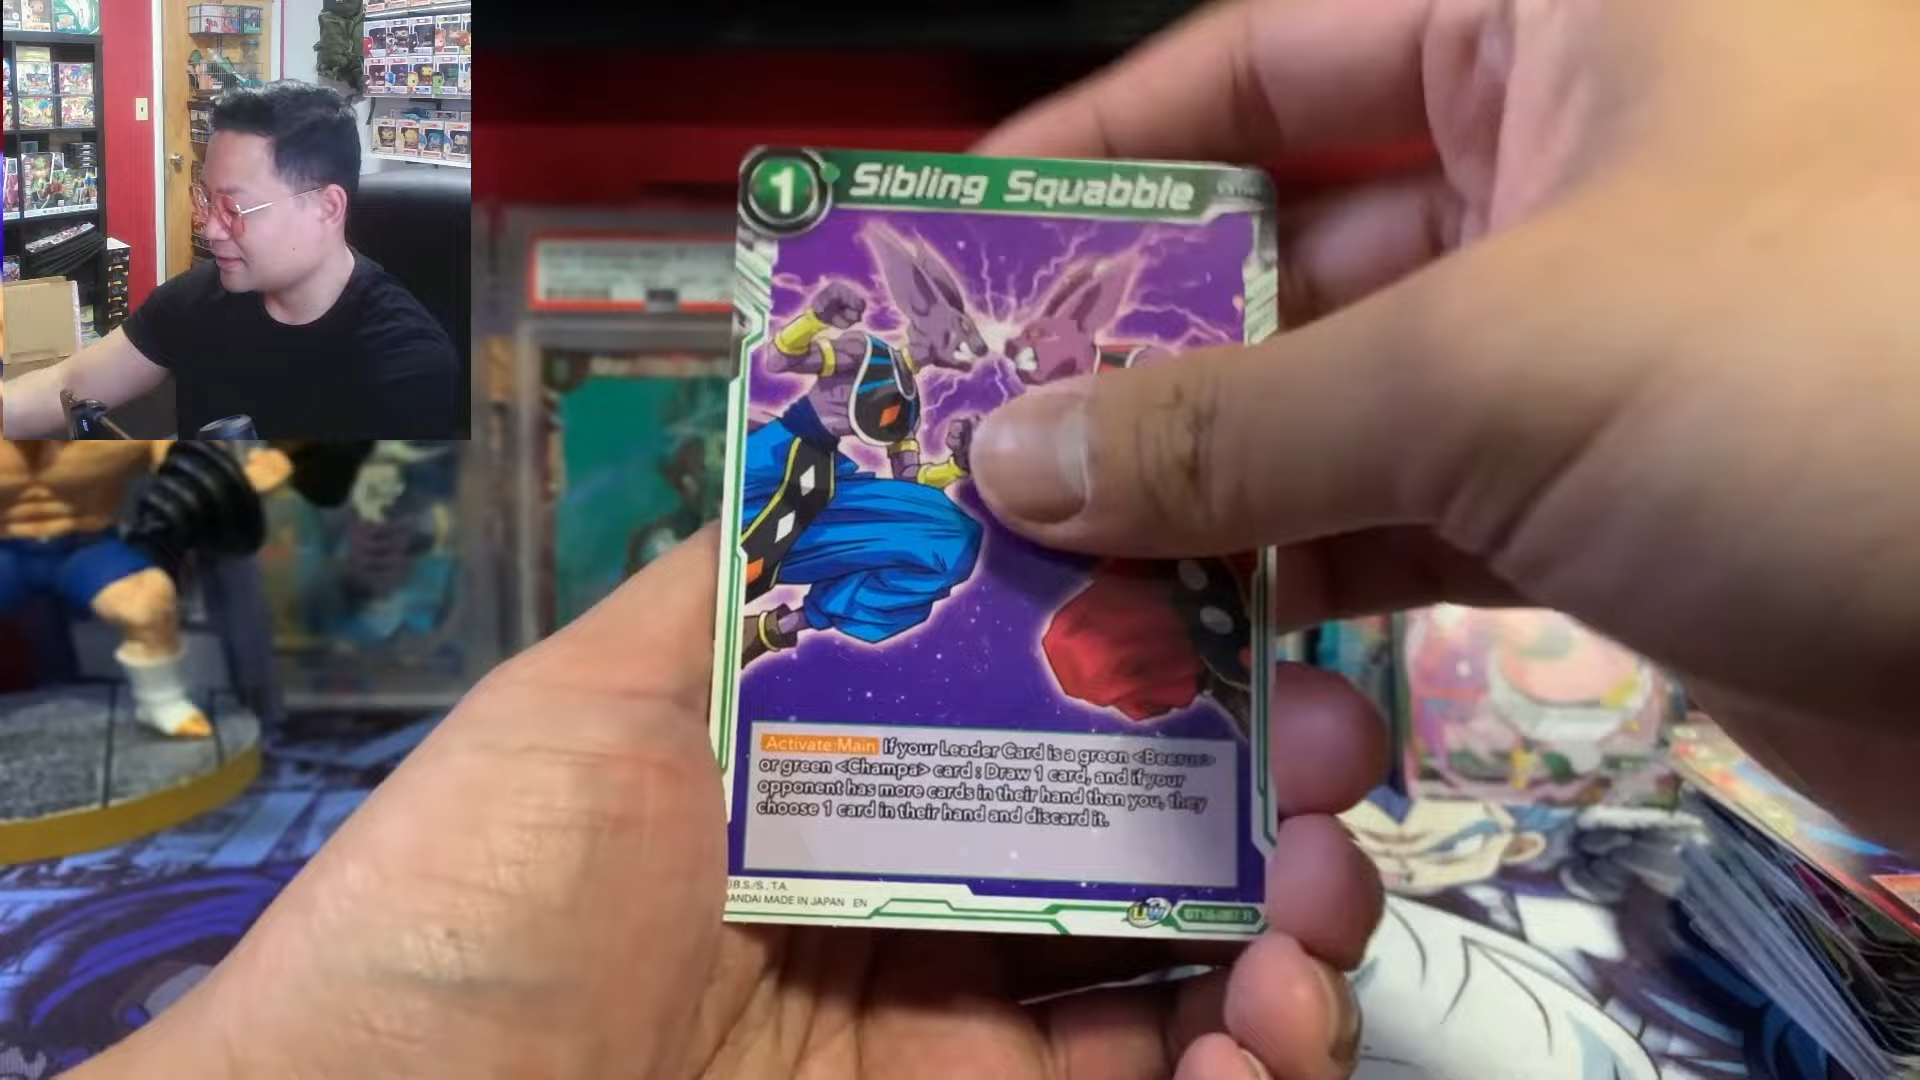 1
Sibling Squabble
Activate:Main If your Leader Card is a green <Beerus>
or green <Champa> card : Draw 1 card, and if your
opponent has more cards in their hand than you, they
choose 1 card in their hand and discard it.
B.S./S., T.A.
BANDAI MADE IN JAPAN EN
UW